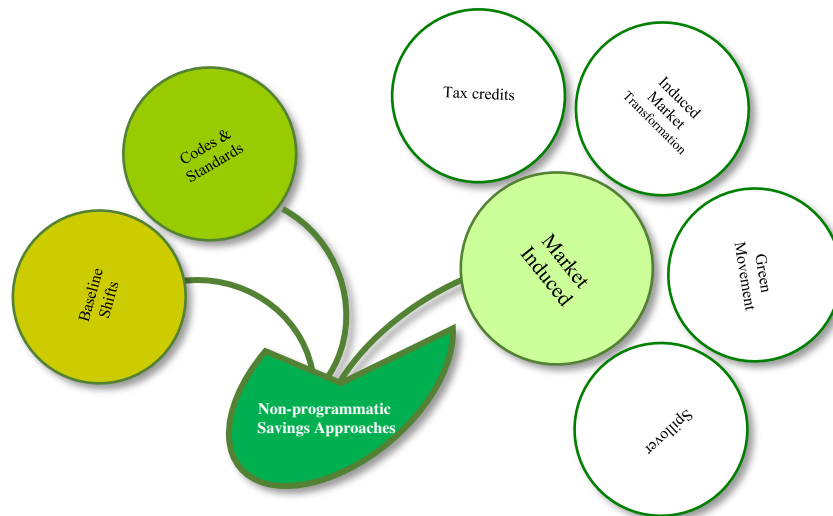 Tax credits
Induced
Market
Transformation
Codes &
Standards
Market
Induced
Green
Movement
Baseline
Shifts
Non-programmatic
Savings Approaches
Spillover